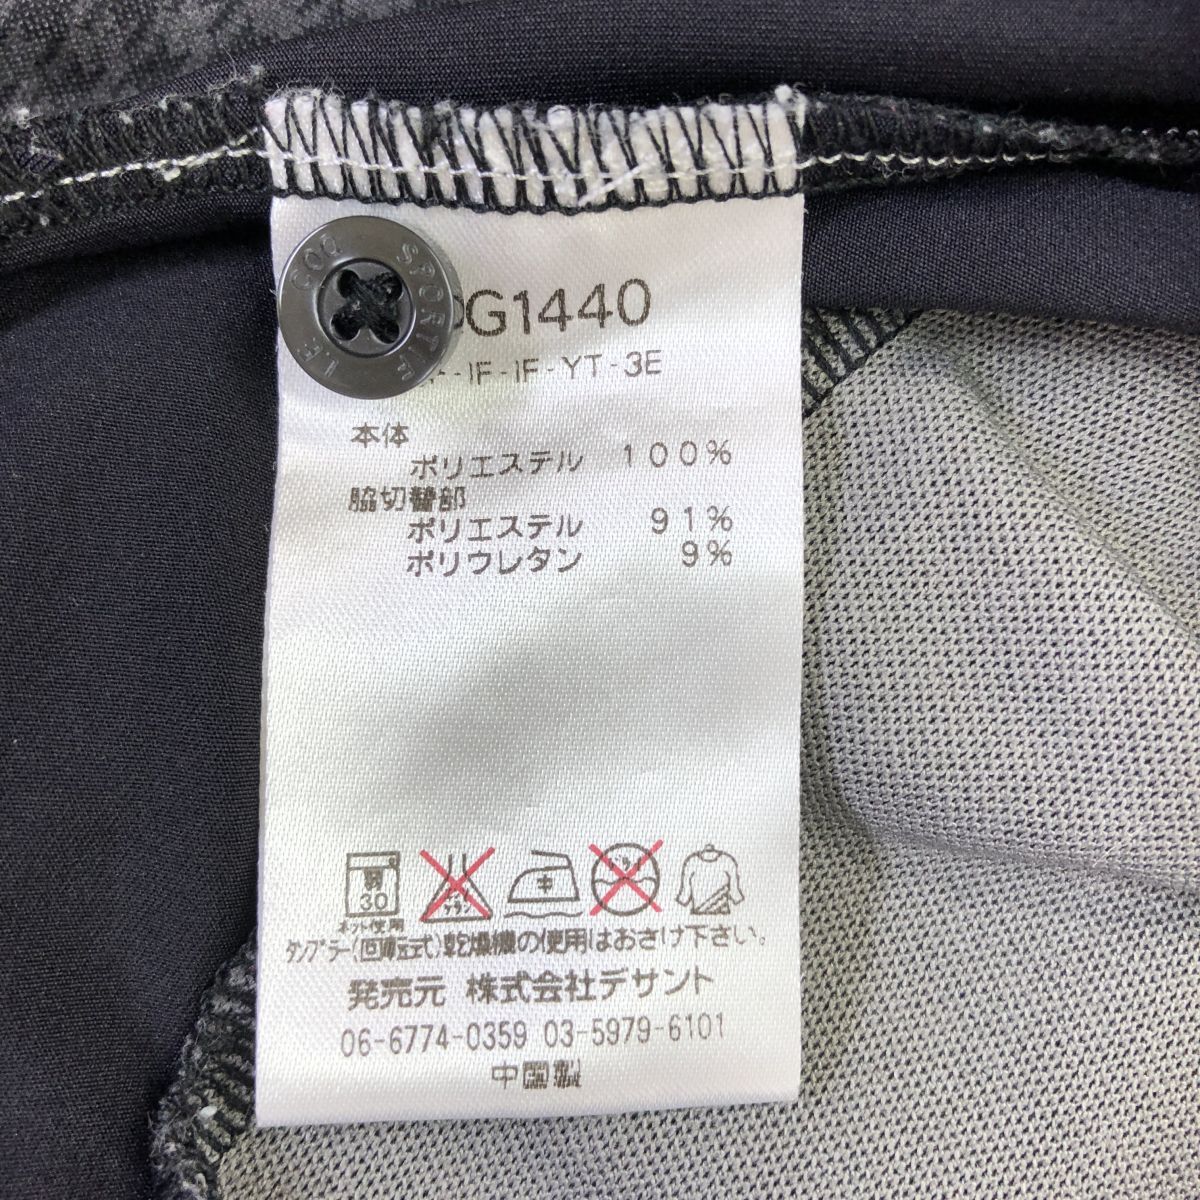 LE COQ SPORTIF
G1440
-IF-IF-YT-3E
本体
ポリエステル 100%
脇切替部
ポリエステル 91%
ポリウレタン 9%
弱
30
ネット使用
中
タンブラー(回転式)乾燥機の使用はおさけ下さい。
発売元 株式会社デサント
06-6774-0359 03-5979-6101
中国製